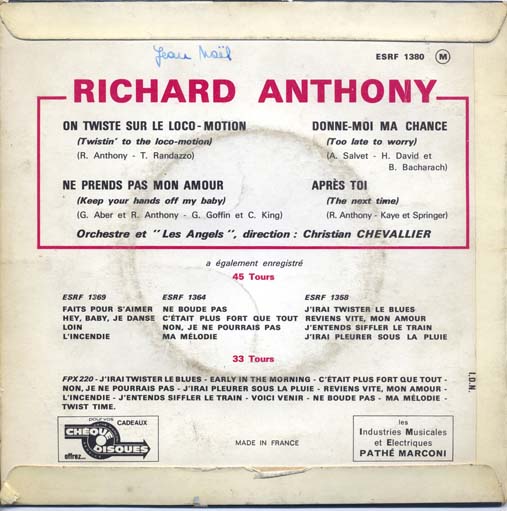 Jean Noël
ESRF 1380 M
RICHARD ANTHONY
ON TWISTE SUR LE LOCO-MOTION
(Twistin' to the loco-motion)
(R. Anthony - T. Randazzo)
DONNE-MOI MA CHANCE
(Too late to worry)
(A. Salvet - H. David et
B. Bacharach)
NE PRENDS PAS MON AMOUR
(Keep your hands off my baby)
(G. Aber et R. Anthony - G. Goffin et C. King)
APRÈS TOI
(The next time)
(R. Anthony - Kaye et Springer)
Orchestre et " Les Angels ", direction : Christian CHEVALLIER
a également enregistré
45 Tours
ESRF 1369
FAITS POUR S'AIMER
HEY, BABY, JE DANSE
LOIN
L'INCENDIE
ESRF 1364
NE BOUDE PAS
C'ÉTAIT PLUS FORT QUE TOUT
NON, JE NE POURRAIS PAS
MA MÉLODIE
ESRF 1358
J'IRAI TWISTER LE BLUES
REVIENS VITE, MON AMOUR
J'ENTENDS SIFFLER LE TRAIN
J'IRAI PLEURER SOUS LA PLUIE
33 Tours
FPX 220 - J'IRAI TWISTER LE BLUES - EARLY IN THE MORNING - C'ÉTAIT PLUS FORT QUE TOUT -
NON, JE NE POURRAIS PAS - J'IRAI PLEURER SOUS LA PLUIE - REVIENS VITE, MON AMOUR -
L'INCENDIE - J'ENTENDS SIFFLER LE TRAIN - VOICI VENIR - NE BOUDE PAS - MA MÉLODIE -
TWIST TIME.
I.D.N.
pour vos CADEAUX
CHÈQUE
DISQUES
offrez...
MADE IN FRANCE
les
Industries Musicales
et Electriques
PATHÉ MARCONI